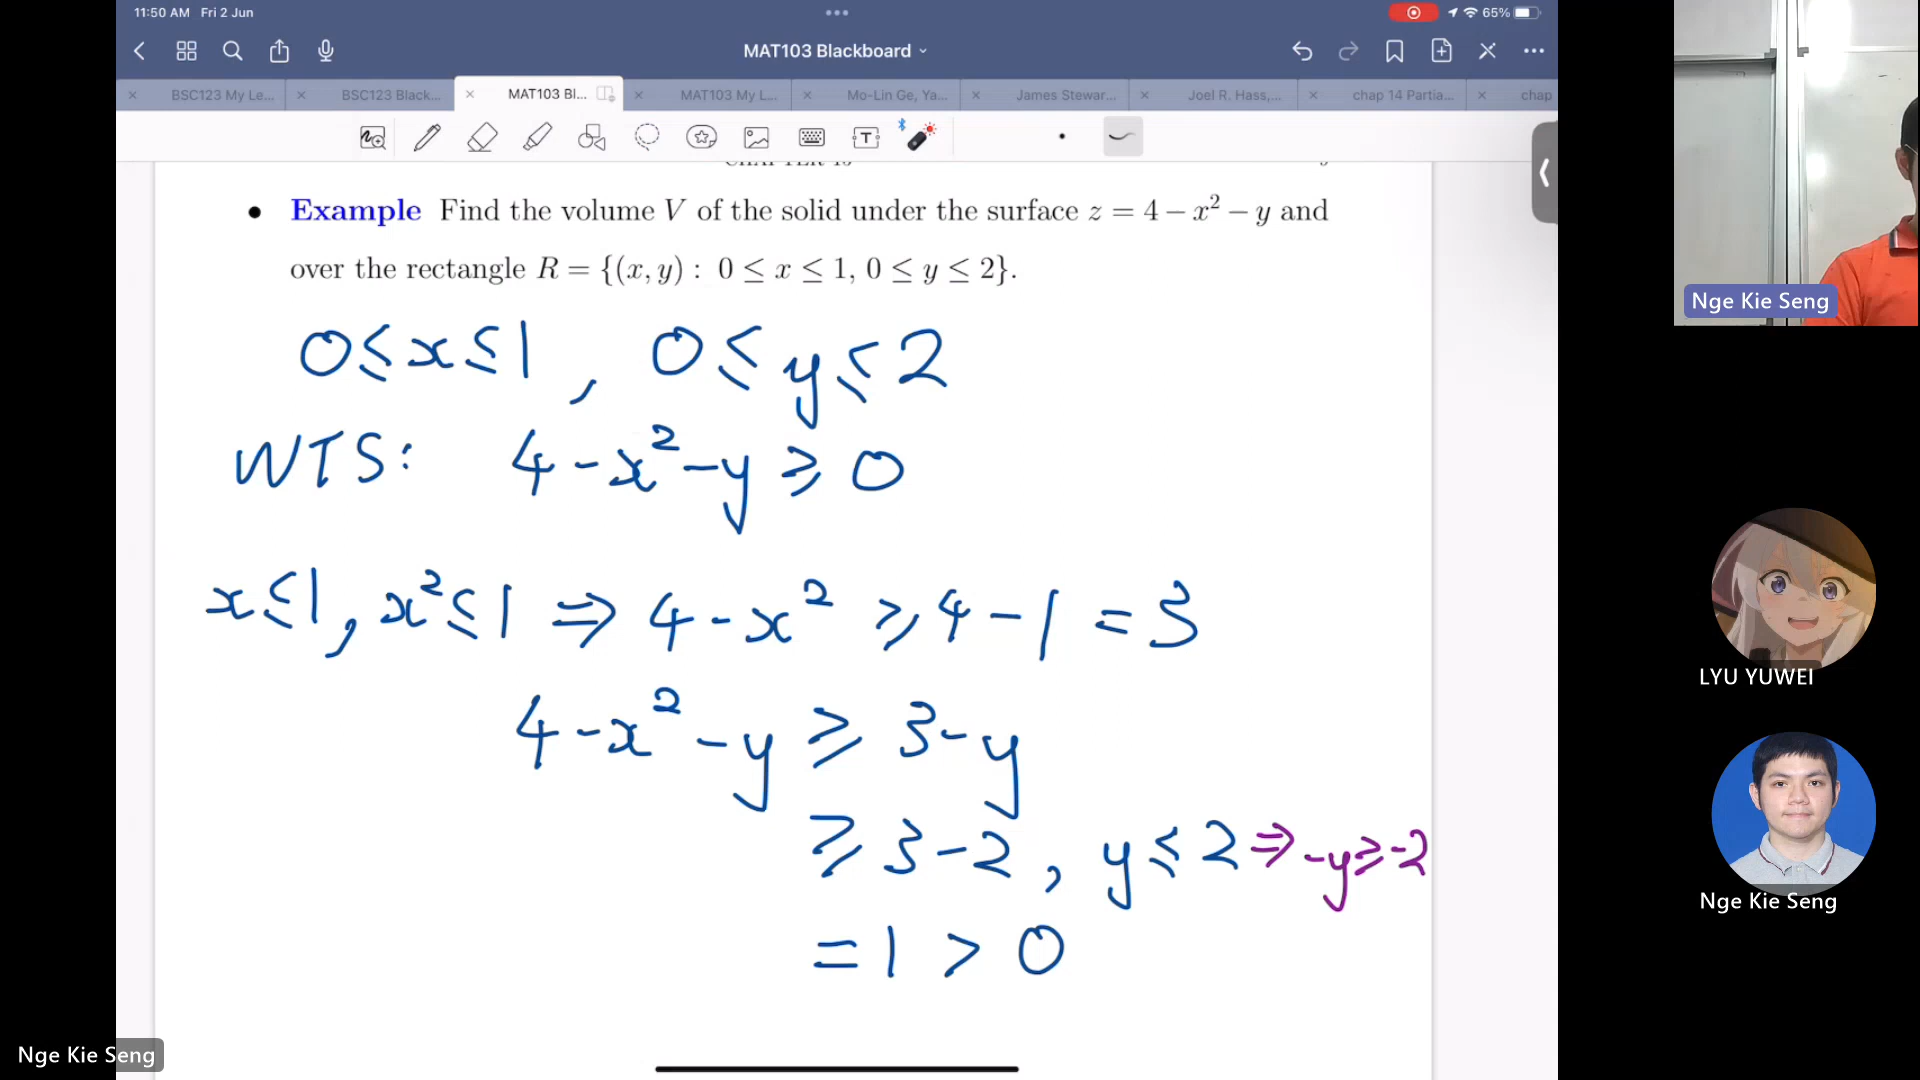 11:50 AM Fri 2 Jun
65%
MAT103 Blackboard
BSC123 My Le...
BSC123 Black...
MAT103 Bl...
MAT103 My L...
Mo-Lin Ge, Ya...
James Stewar...
Joel R. Hass,...
chap 14 Partia...
chap
• Example Find the volume V of the solid under the surface z = 4 − x² − y and
over the rectangle R = {(x, y) : 0 ≤ x ≤ 1, 0 ≤ y ≤ 2}.
0 ≤ x ≤ 1 , 0 ≤ y ≤ 2
WTS: 4 - x² - y ≥ 0
x ≤ 1, x² ≤ 1 ⇒ 4 - x² ≥ 4 - 1 = 3
4 - x² - y ≥ 3 - y
≥ 3 - 2 , y ≤ 2 ⇒ -y ≥ -2
= 1 > 0
Nge Kie Seng
LYU YUWEI
Nge Kie Seng
Nge Kie Seng